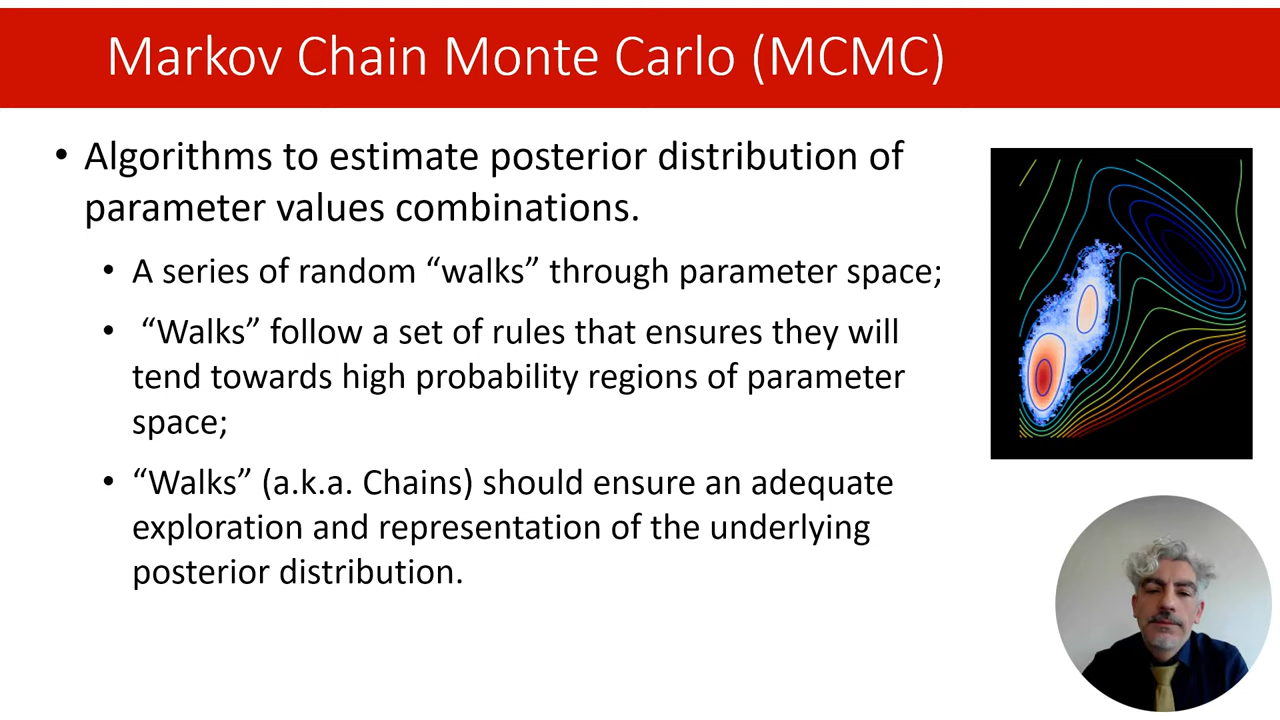 Markov Chain Monte Carlo (MCMC)
• Algorithms to estimate posterior distribution of
parameter values combinations.
• A series of random “walks” through parameter space;
• “Walks” follow a set of rules that ensures they will
tend towards high probability regions of parameter
space;
• “Walks” (a.k.a. Chains) should ensure an adequate
exploration and representation of the underlying
posterior distribution.